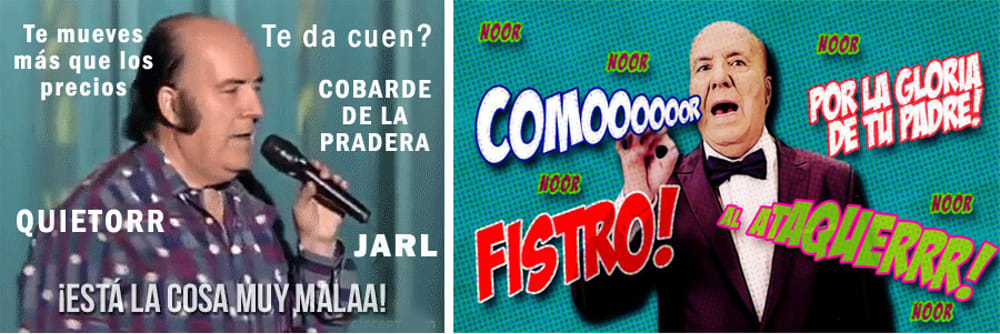 Te mueves
más que los
precios
Te da cuen?
COBARDE
DE LA
PRADERA
QUIETORR
JARL
¡ESTÁ LA COSA MUY MALAA!
NOOR
NOOR
NOOR
COMOOOOOOR
POR LA GLORIA
DE TU PADRE!
NOOR
FISTRO!
NOOR
AL ATAQUERRR!
NOOR